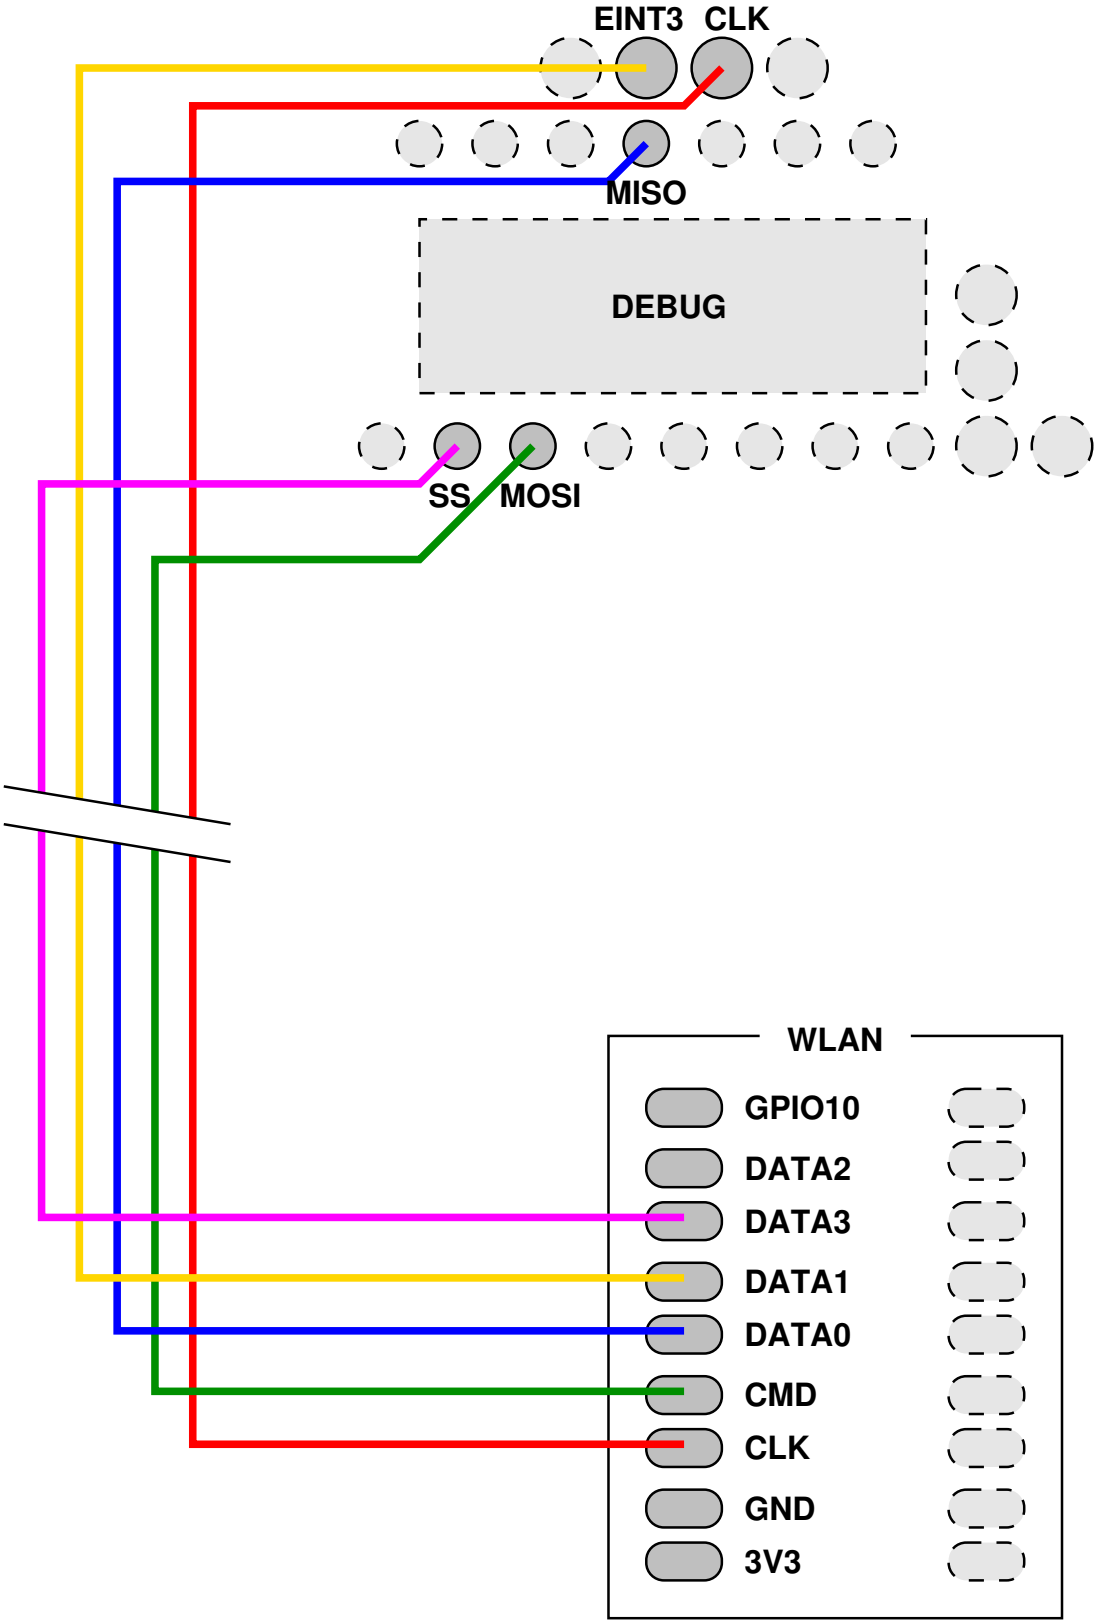 EINT3 CLK
MISO
DEBUG
SS MOSI
WLAN
GPIO10
DATA2
DATA3
DATA1
DATA0
CMD
CLK
GND
3V3